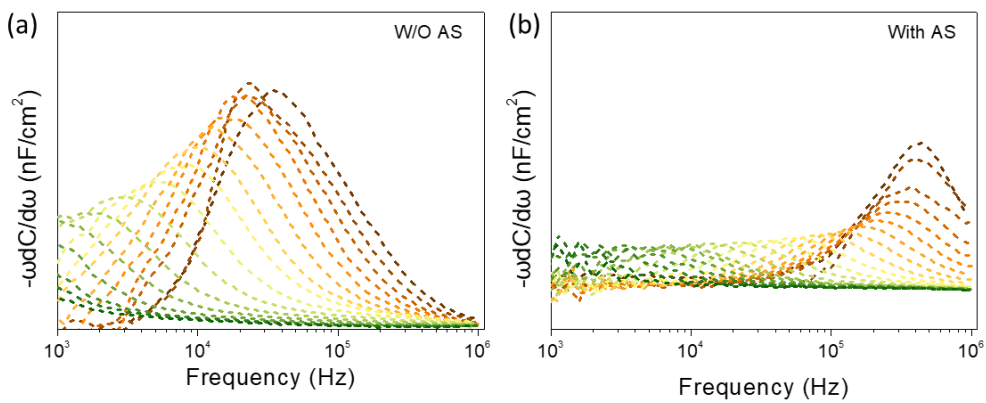 (a)
W/O AS
-ωdC/dω (nF/cm²)
10³ 10⁴ 10⁵ 10⁶
Frequency (Hz)
(b)
With AS
-ωdC/dω (nF/cm²)
10³ 10⁴ 10⁵ 10⁶
Frequency (Hz)